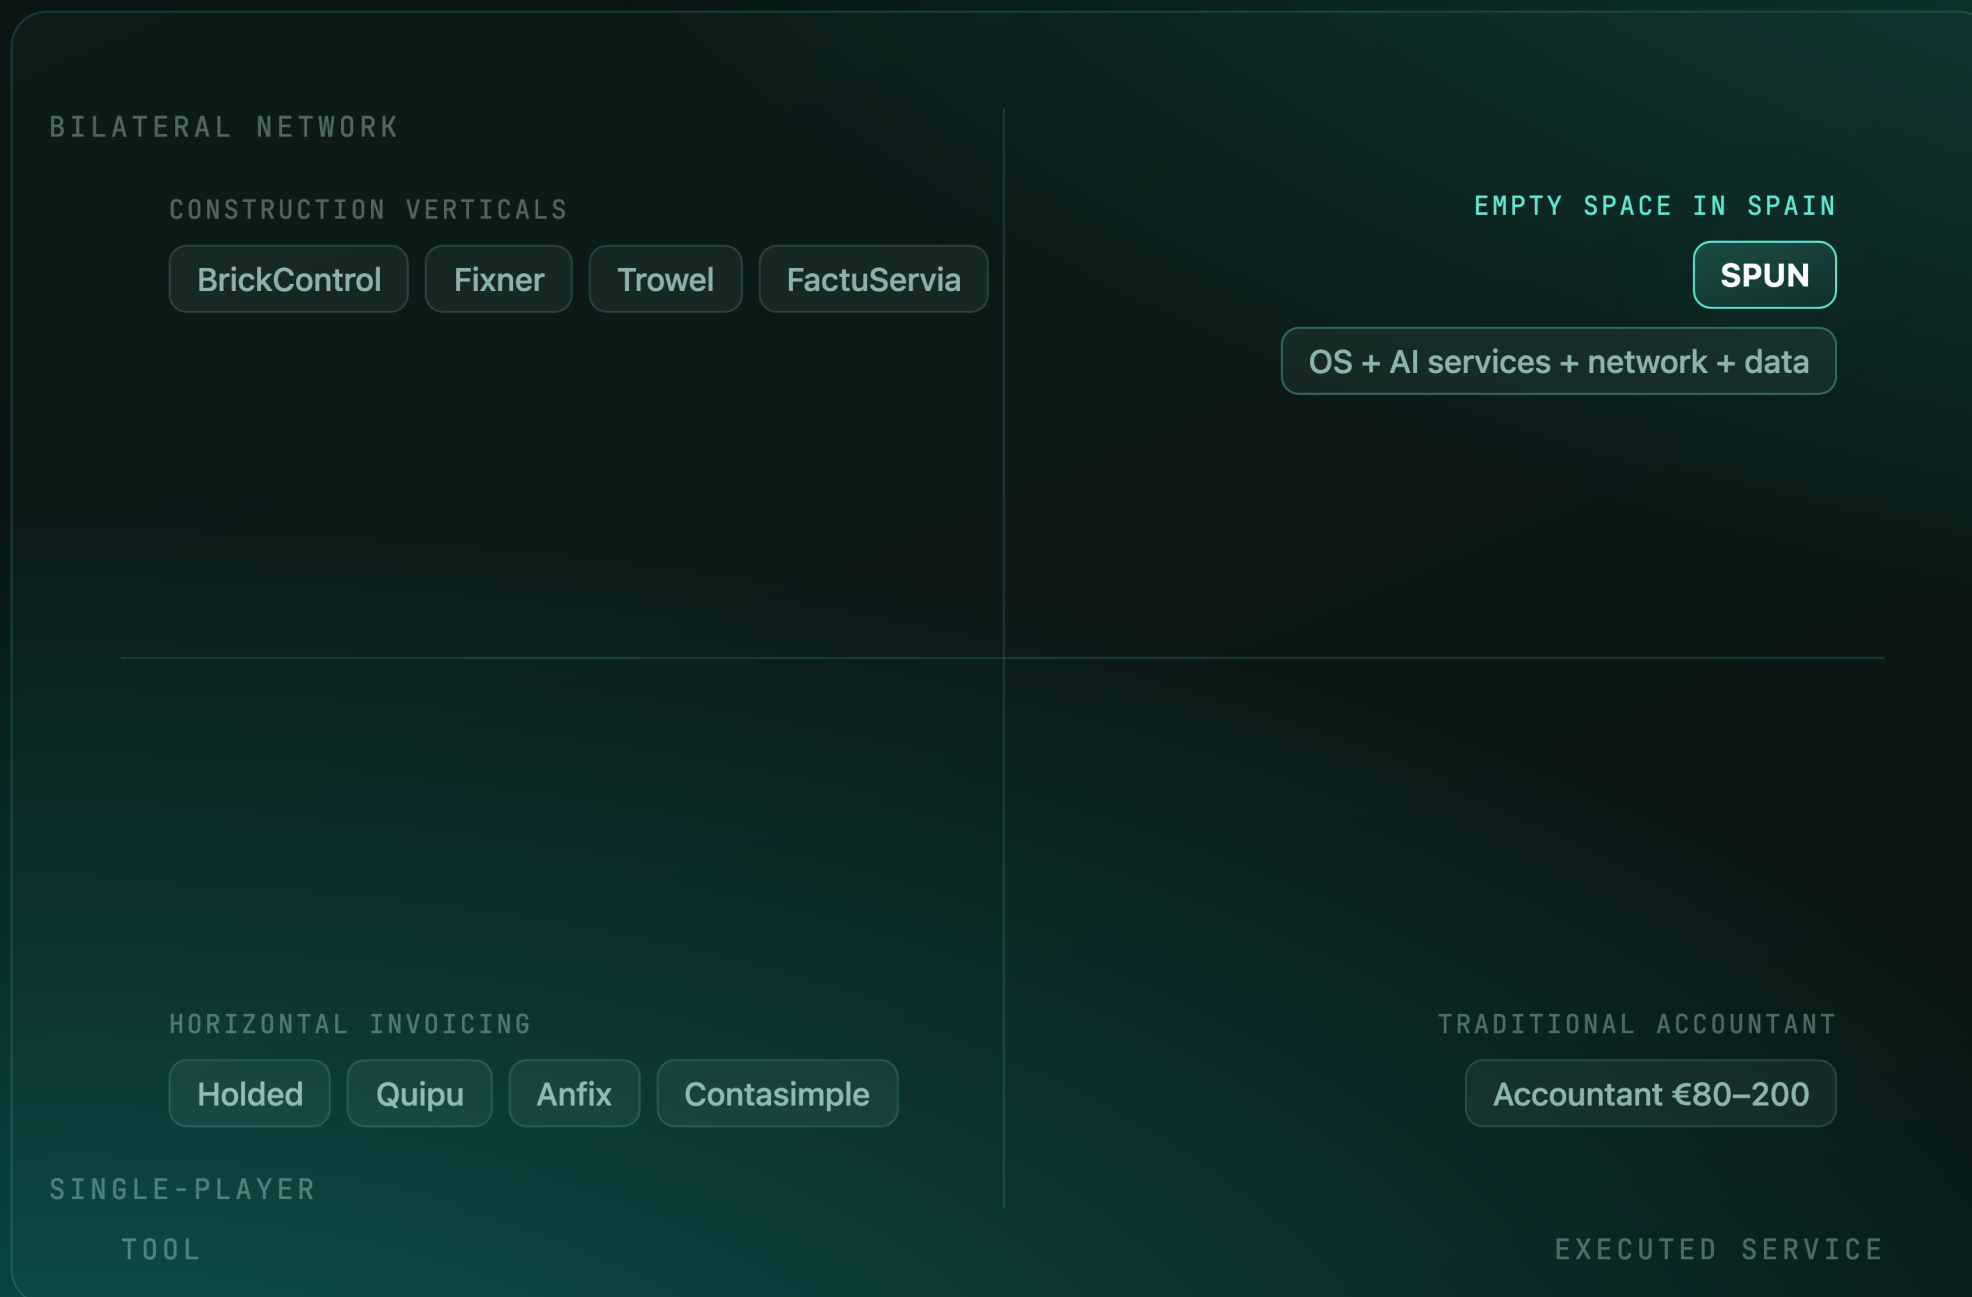 BILATERAL NETWORK
CONSTRUCTION VERTICALS
BrickControl Fixner Trowel FactuServia
EMPTY SPACE IN SPAIN
SPUN
OS + AI services + network + data
HORIZONTAL INVOICING
Holded Quipu Anfix Contasimple
TRADITIONAL ACCOUNTANT
Accountant €80–200
SINGLE-PLAYER
TOOL
EXECUTED SERVICE